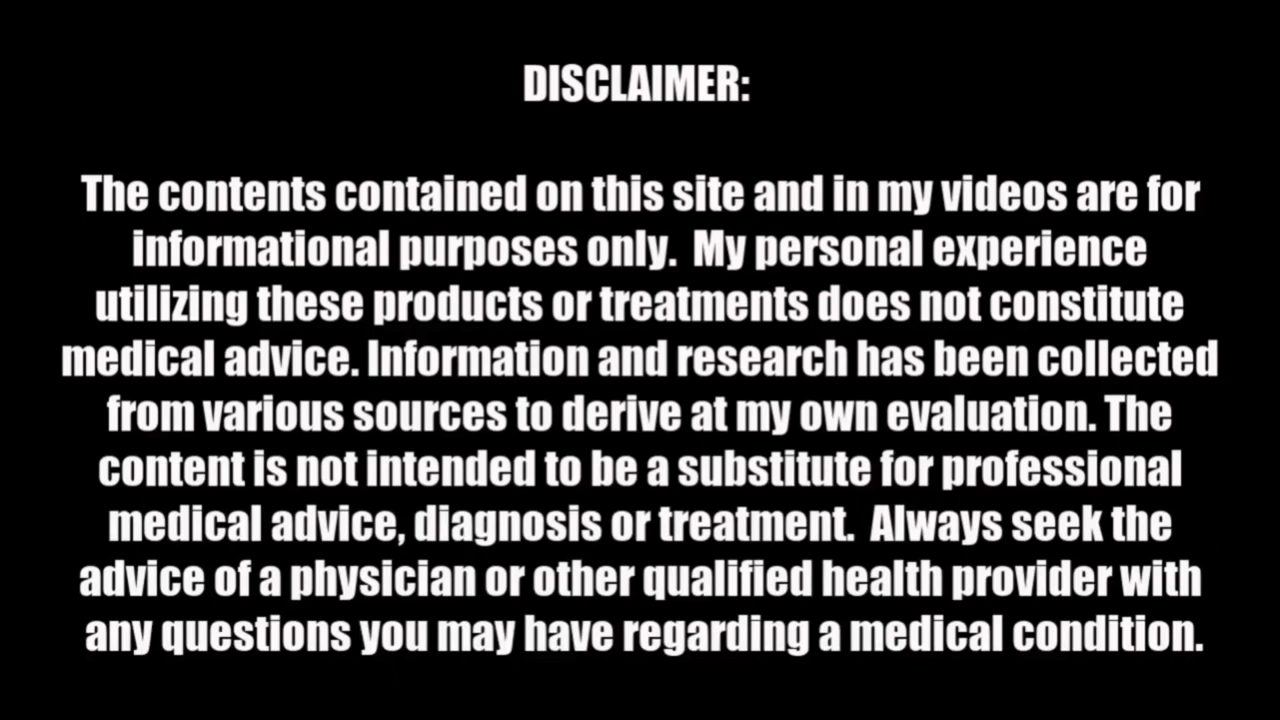 DISCLAIMER:
The contents contained on this site and in my videos are for
informational purposes only.  My personal experience
utilizing these products or treatments does not constitute
medical advice. Information and research has been collected
from various sources to derive at my own evaluation. The
content is not intended to be a substitute for professional
medical advice, diagnosis or treatment.  Always seek the
advice of a physician or other qualified health provider with
any questions you may have regarding a medical condition.